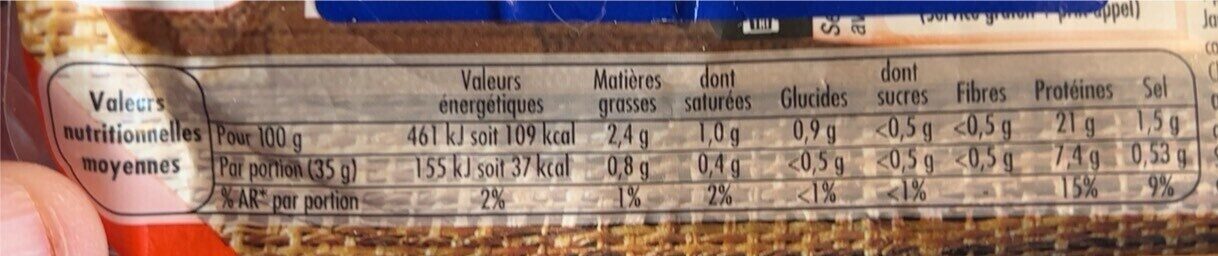 appel)
Valeurs nutritionnelles moyennes
Valeurs énergétiques Matières grasses dont saturées Glucides dont sucres Fibres Protéines Sel
Pour 100 g 461 kJ soit 109 kcal 2,4 g 1,0 g 0,9 g <0,5 g <0,5 g 21 g 1,5 g
Par portion (35 g) 155 kJ soit 37 kcal 0,8 g 0,4 g <0,5 g <0,5 g <0,5 g 7,4 g 0,53 g
% AR* par portion 2% 1% 2% <1% <1% - 15% 9%